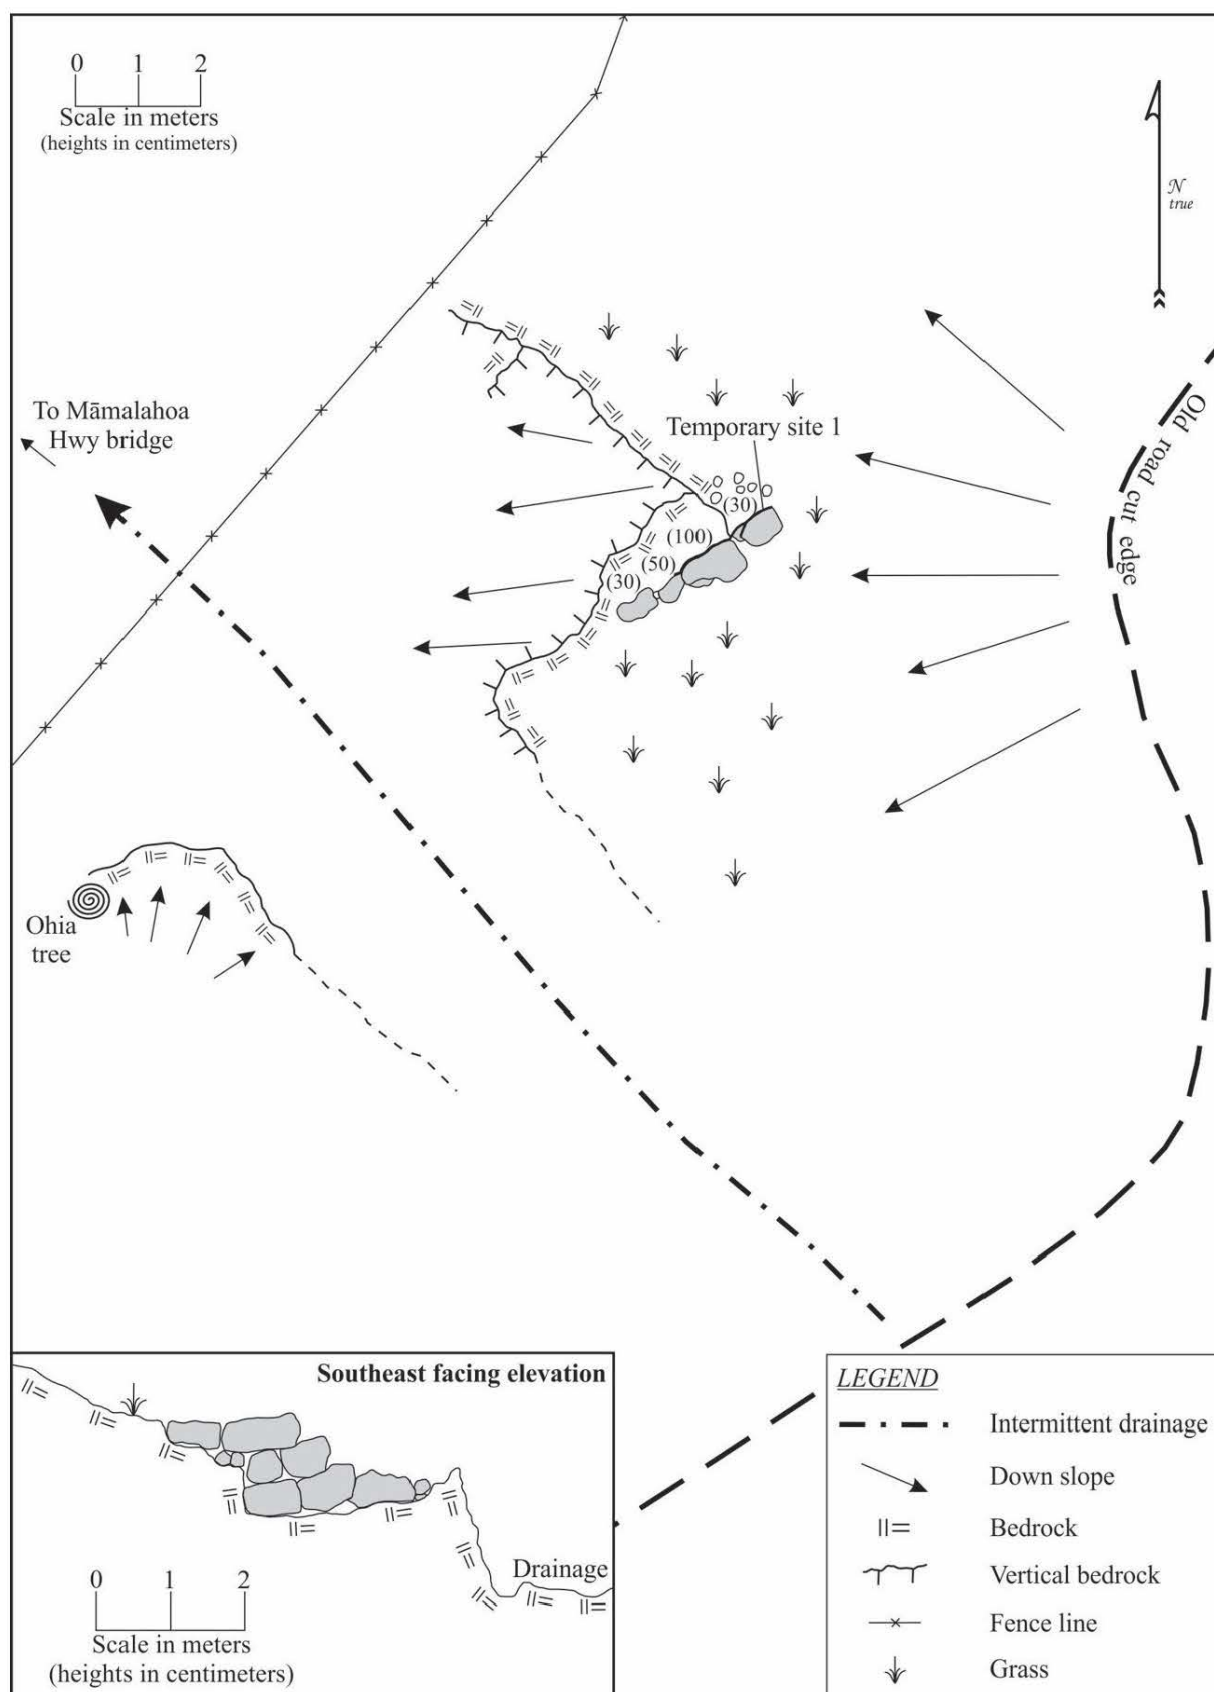 0 1 2
Scale in meters
(heights in centimeters)
N
true
To Māmalahoa
Hwy bridge
Temporary site 1
Old road cut edge
(30)
(100)
(50)
(30)
Ohia
tree
Southeast facing elevation
Drainage
0 1 2
Scale in meters
(heights in centimeters)
LEGEND
Intermittent drainage
Down slope
Bedrock
Vertical bedrock
Fence line
Grass